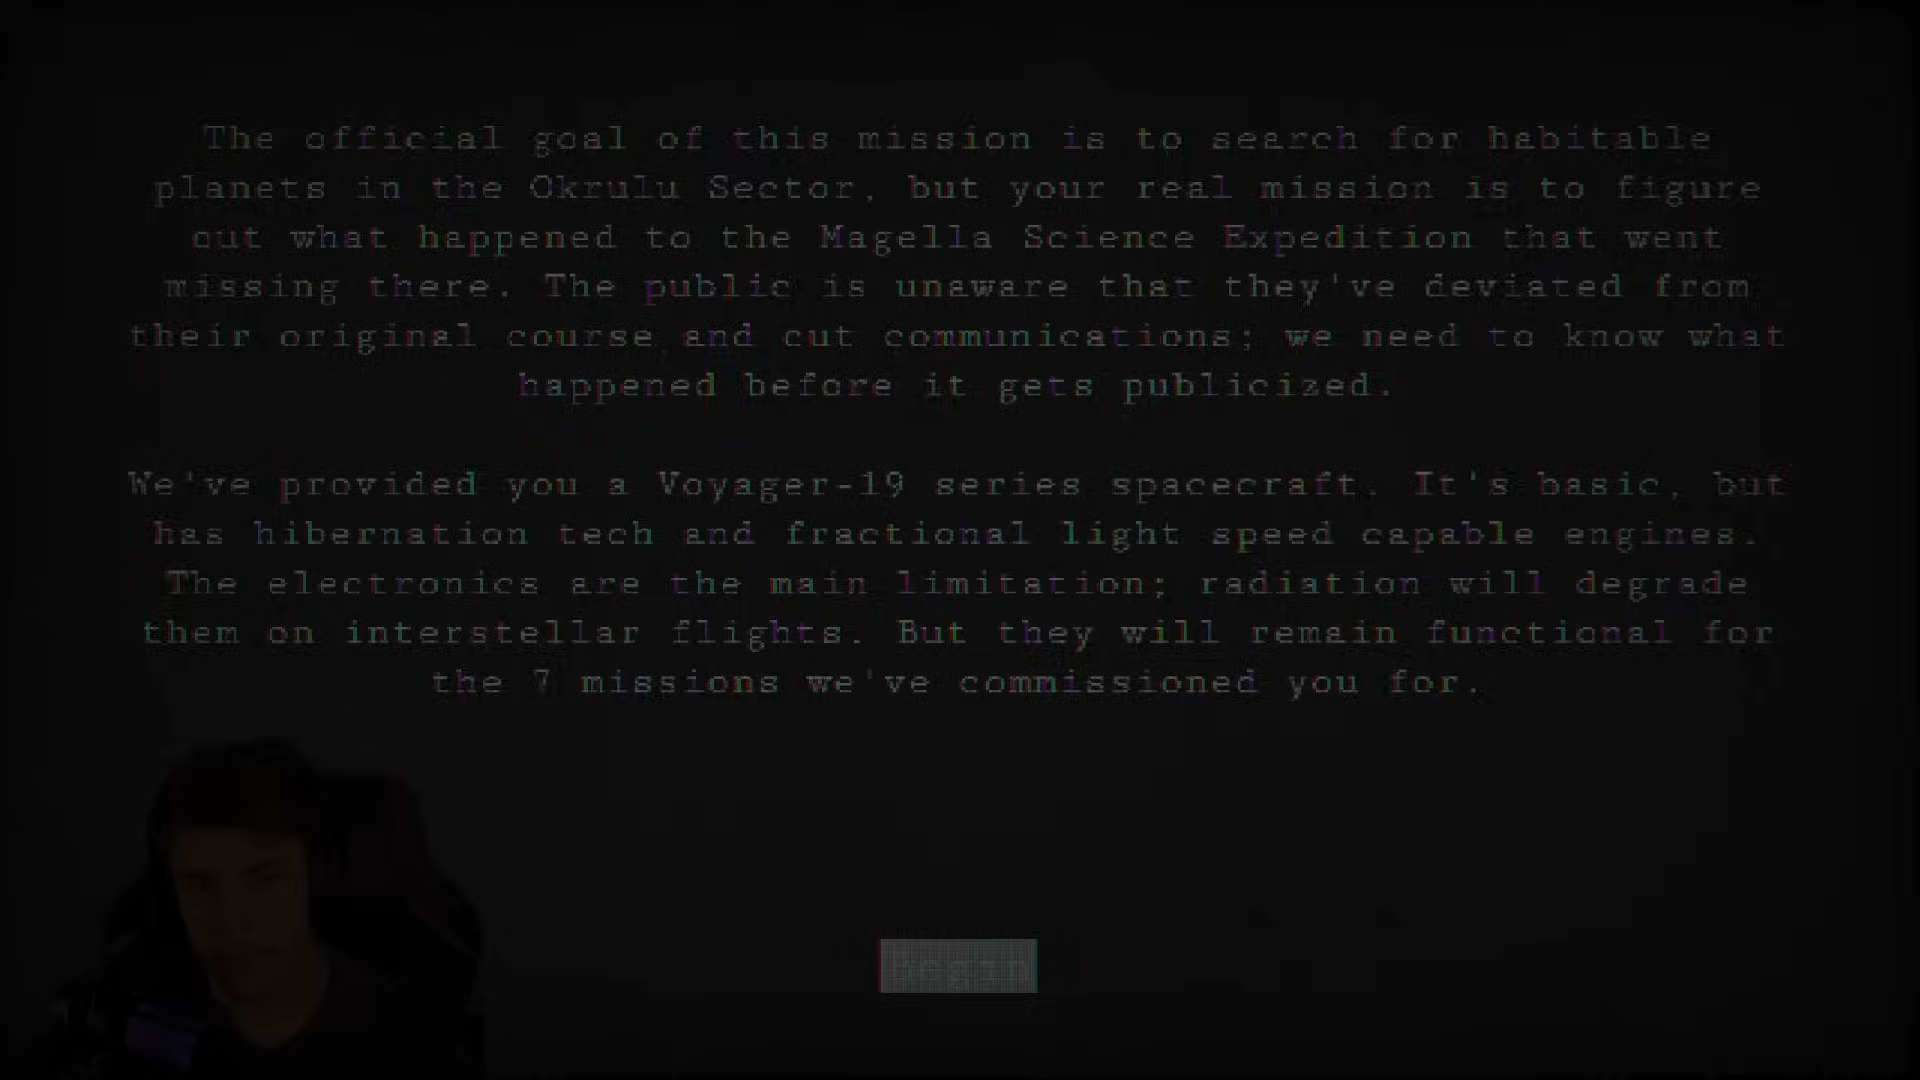 The official goal of this mission is to search for habitable
planets in the Okrulu Sector, but your real mission is to figure
out what happened to the Magella Science Expedition that went
missing there. The public is unaware that they've deviated from
their original course and cut communications; we need to know what
happened before it gets publicized.
We've provided you a Voyager-19 series spacecraft. It's basic, but
has hibernation tech and fractional light speed capable engines.
The electronics are the main limitation; radiation will degrade
them on interstellar flights. But they will remain functional for
the 7 missions we've commissioned you for.
Begin